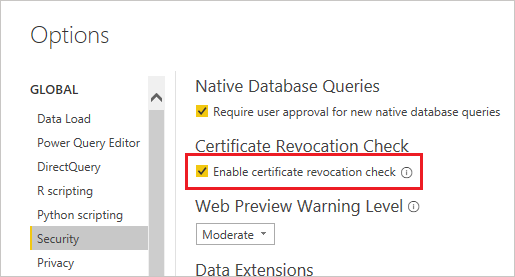 Options
GLOBAL
Data Load
Power Query Editor
DirectQuery
R scripting
Python scripting
Security
Privacy
Native Database Queries
Require user approval for new native database queries
Certificate Revocation Check
Enable certificate revocation check
Web Preview Warning Level
Moderate
Data Extensions